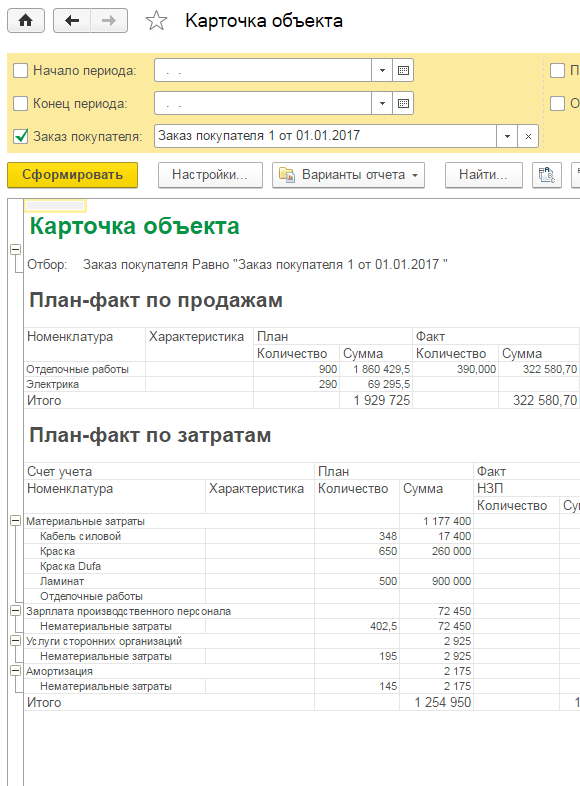 Карточка объекта
Начало периода: . . П
Конец периода: . . О
Заказ покупателя: Заказ покупателя 1 от 01.01.2017
Сформировать Настройки... Варианты отчета Найти...
Карточка объекта
Отбор: Заказ покупателя Равно "Заказ покупателя 1 от 01.01.2017 "
План-факт по продажам
Номенклатура Характеристика План Факт
Количество Сумма Количество Сумма
Отделочные работы 900 1 860 429,5 390,000 322 580,70
Электрика 290 69 295,5
Итого 1 929 725 322 580,70
План-факт по затратам
Счет учета План Факт
Номенклатура Характеристика Количество Сумма НЗП
Количество Су
Материальные затраты 1 177 400
Кабель силовой 348 17 400
Краска 650 260 000
Краска Dufa
Ламинат 500 900 000
Отделочные работы
Зарплата производственного персонала 72 450
Нематериальные затраты 402,5 72 450
Услуги сторонних организаций 2 925
Нематериальные затраты 195 2 925
Амортизация 2 175
Нематериальные затраты 145 2 175
Итого 1 254 950 1